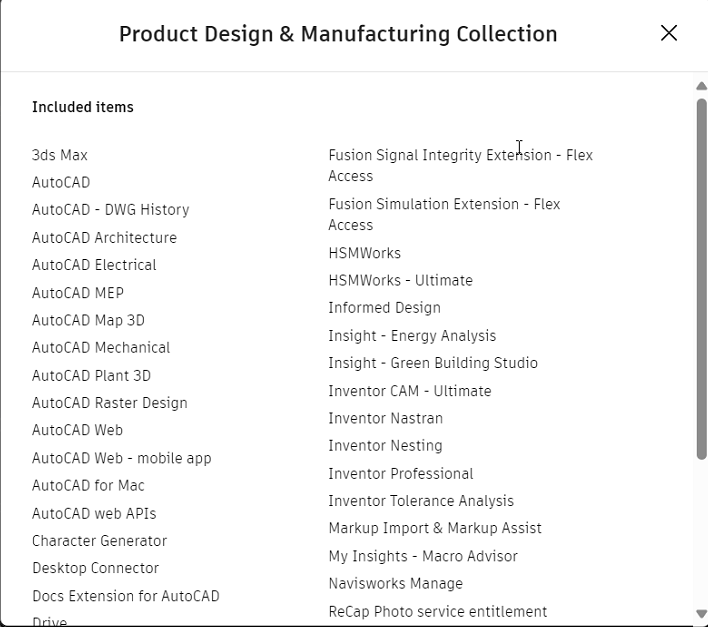 Product Design & Manufacturing Collection
Included items
3ds Max
AutoCAD
AutoCAD - DWG History
AutoCAD Architecture
AutoCAD Electrical
AutoCAD MEP
AutoCAD Map 3D
AutoCAD Mechanical
AutoCAD Plant 3D
AutoCAD Raster Design
AutoCAD Web
AutoCAD Web - mobile app
AutoCAD for Mac
AutoCAD web APIs
Character Generator
Desktop Connector
Docs Extension for AutoCAD
Drive
Fusion Signal Integrity Extension - Flex
Access
Fusion Simulation Extension - Flex
Access
HSMWorks
HSMWorks - Ultimate
Informed Design
Insight - Energy Analysis
Insight - Green Building Studio
Inventor CAM - Ultimate
Inventor Nastran
Inventor Nesting
Inventor Professional
Inventor Tolerance Analysis
Markup Import & Markup Assist
My Insights - Macro Advisor
Navisworks Manage
ReCap Photo service entitlement